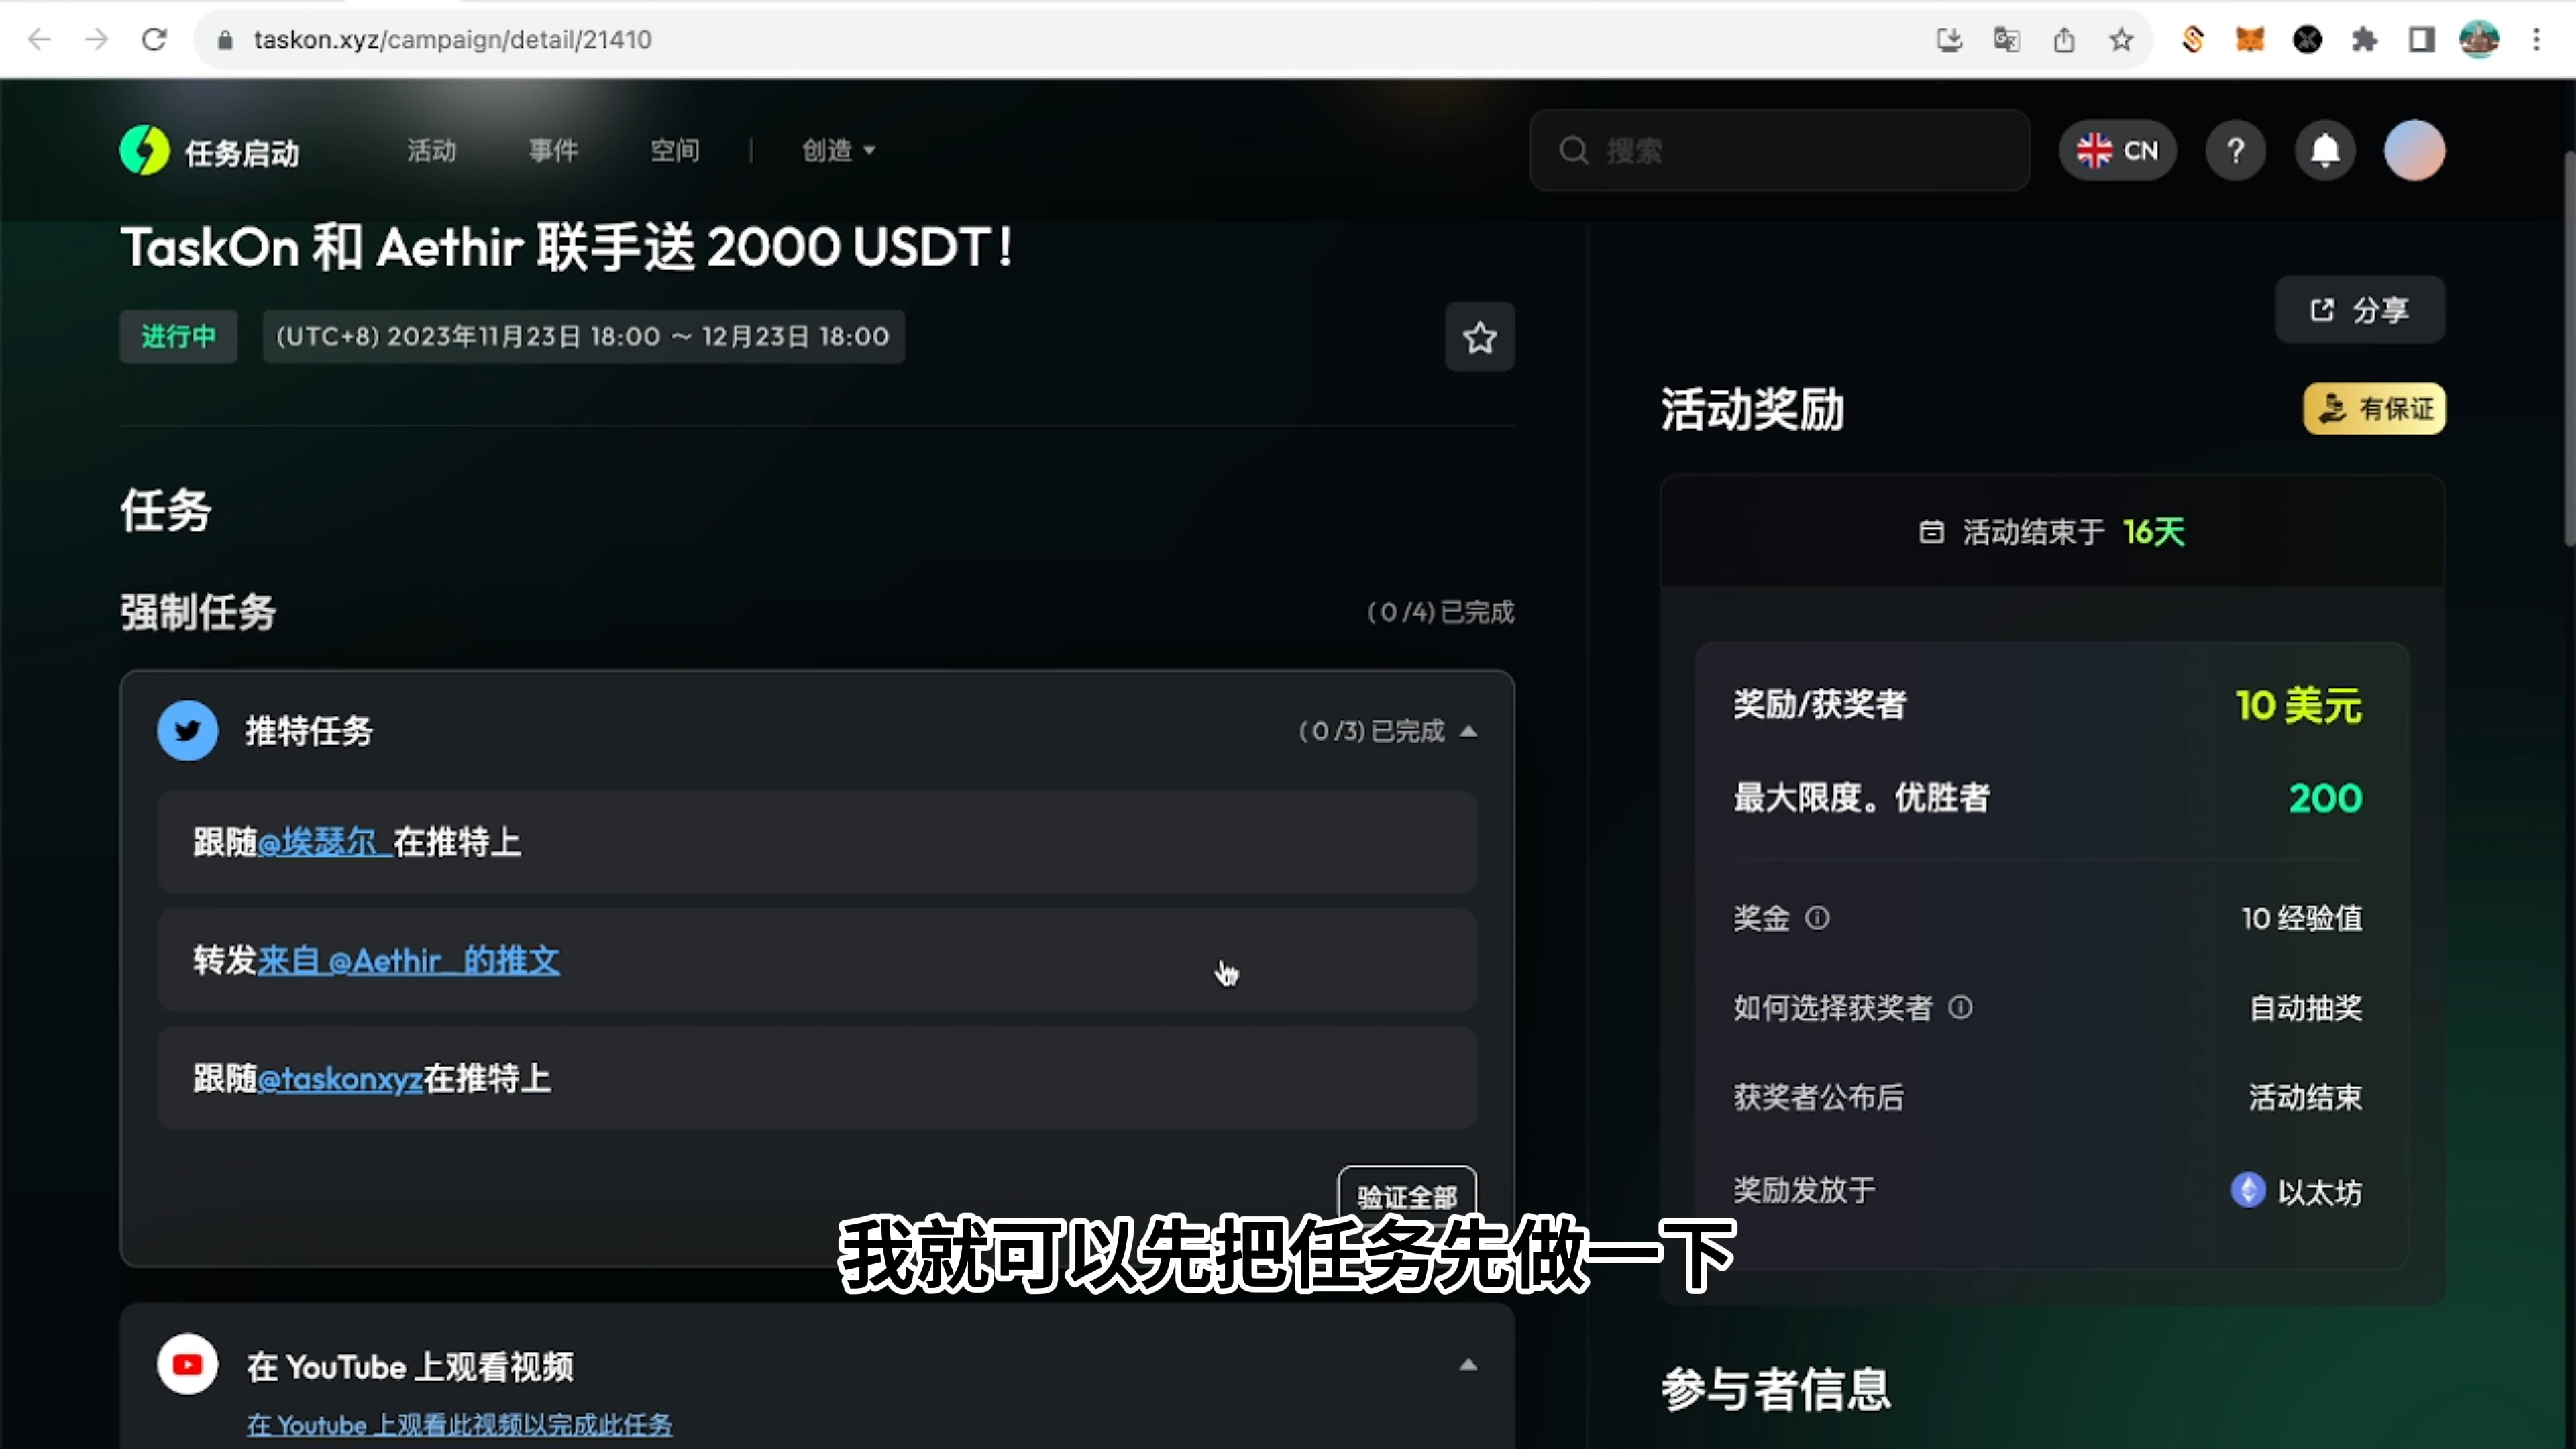 taskon.xyz/campaign/detail/21410
任务启动
活动
事件
空间
创造
搜索
CN
TaskOn 和 Aethir 联手送 2000 USDT！
进行中
(UTC+8) 2023年11月23日 18:00 ~ 12月23日 18:00
分享
活动奖励
有保证
任务
活动结束于 16天
强制任务
( 0 /4) 已完成
推特任务
( 0 /3) 已完成
跟随@埃瑟尔_在推特上
转发来自 @Aethir_ 的推文
跟随@taskonxyz在推特上
验证全部
奖励/获奖者
10 美元
最大限度。优胜者
200
奖金
10 经验值
如何选择获奖者
自动抽奖
获奖者公布后
活动结束
奖励发放于
以太坊
我就可以先把任务先做一下
在 YouTube 上观看视频
在 Youtube 上观看此视频以完成此任务
参与者信息